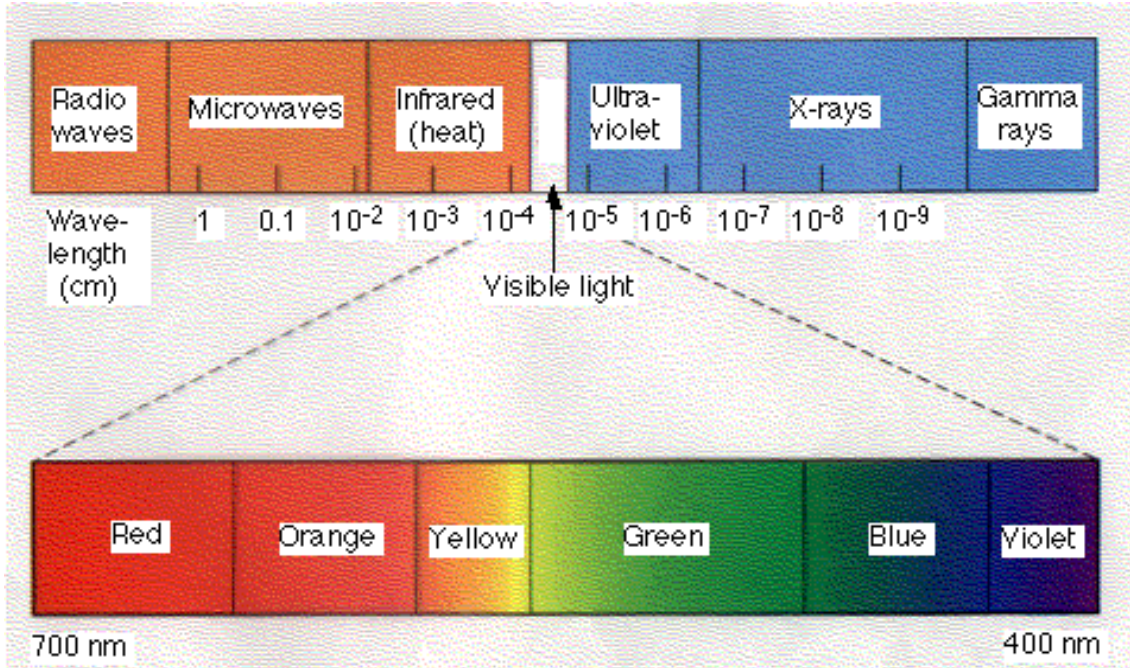 Radio
waves
Microwaves
Infrared
(heat)
Ultra-
violet
X-rays
Gamma
rays
Wave-
length
(cm)
1 0.1 10⁻² 10⁻³ 10⁻⁴ 10⁻⁵ 10⁻⁶ 10⁻⁷ 10⁻⁸ 10⁻⁹
Visible light
Red Orange Yellow Green Blue Violet
700 nm 400 nm